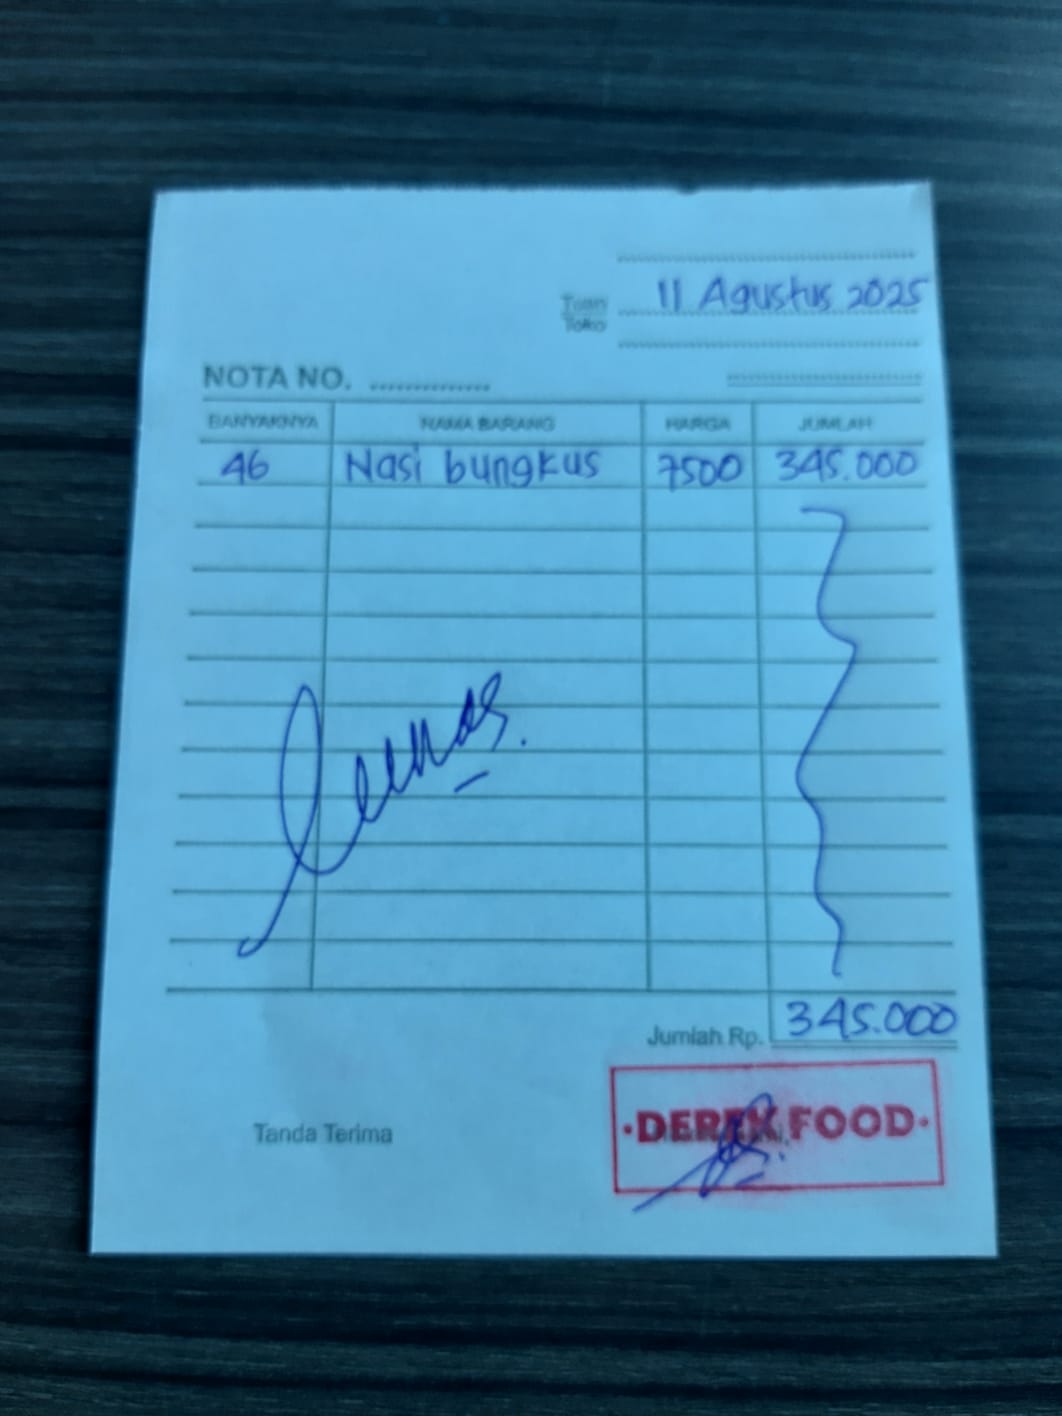 11 Agustus 2025
Tuan
Toko
NOTA NO. ..............
BANYAKNYA NAMA BARANG HARGA JUMLAH
46 Nasi bungkus 7500 345.000
Lunas.
Jumlah Rp. 345.000
Tanda Terima
·DEREK FOOD·